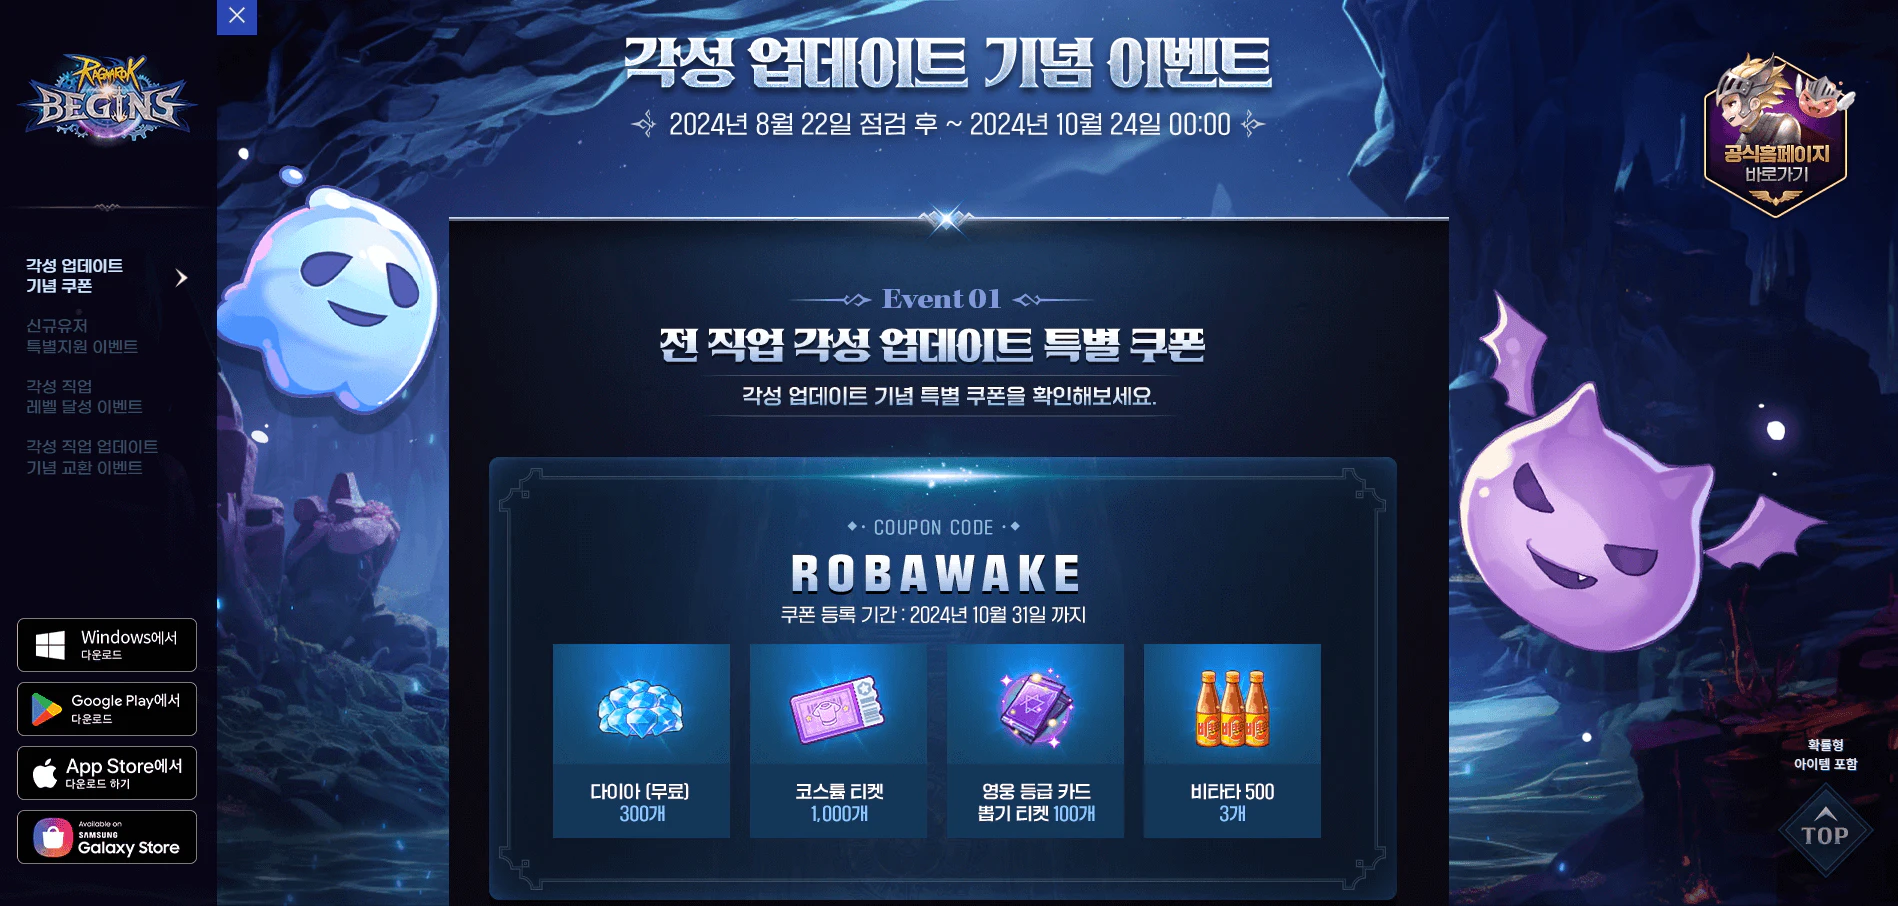 RAGNAROK
BEGINS
각성 업데이트
기념 쿠폰
신규유저
특별지원 이벤트
각성 직업
레벨 달성 이벤트
각성 직업 업데이트
기념 교환 이벤트
Windows에서
다운로드
Google Play에서
다운로드
App Store에서
다운로드 하기
Available on
SAMSUNG
Galaxy Store
각성 업데이트 기념 이벤트
2024년 8월 22일 점검 후 ~ 2024년 10월 24일 00:00
Event 01
전 직업 각성 업데이트 특별 쿠폰
각성 업데이트 기념 특별 쿠폰을 확인해보세요.
COUPON CODE
ROBAWAKE
쿠폰 등록 기간 : 2024년 10월 31일 까지
다이아 (무료)
300개
코스튬 티켓
1,000개
영웅 등급 카드
뽑기 티켓 100개
비타타 500
3개
공식홈페이지
바로가기
확률형
아이템 포함
TOP